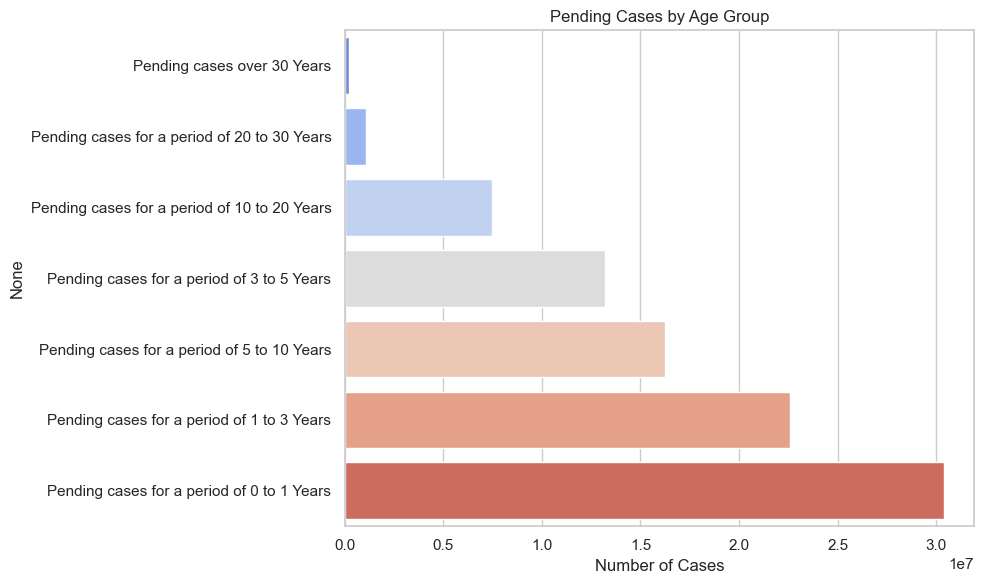 Pending Cases by Age Group
None
Pending cases over 30 Years
Pending cases for a period of 20 to 30 Years
Pending cases for a period of 10 to 20 Years
Pending cases for a period of 3 to 5 Years
Pending cases for a period of 5 to 10 Years
Pending cases for a period of 1 to 3 Years
Pending cases for a period of 0 to 1 Years
0.0 0.5 1.0 1.5 2.0 2.5 3.0
1e7
Number of Cases